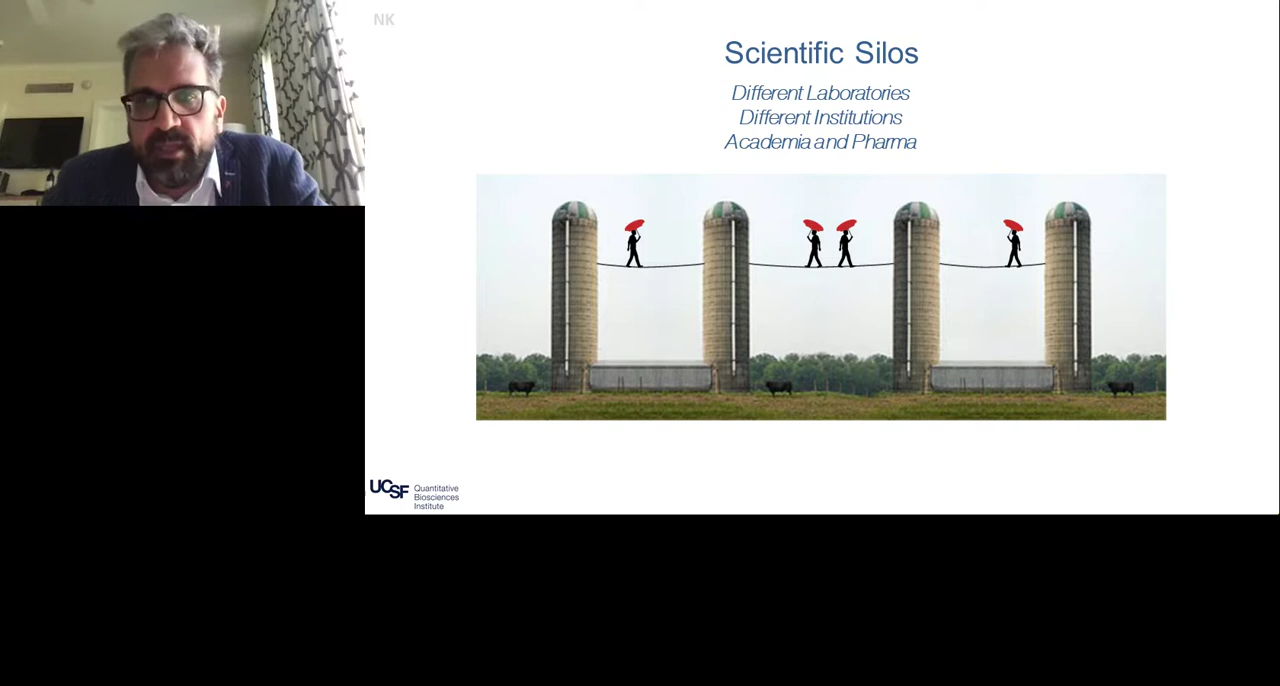 NK
Scientific Silos
Different Laboratories
Different Institutions
Academia and Pharma
UCSF
Quantitative
Biosciences
Institute